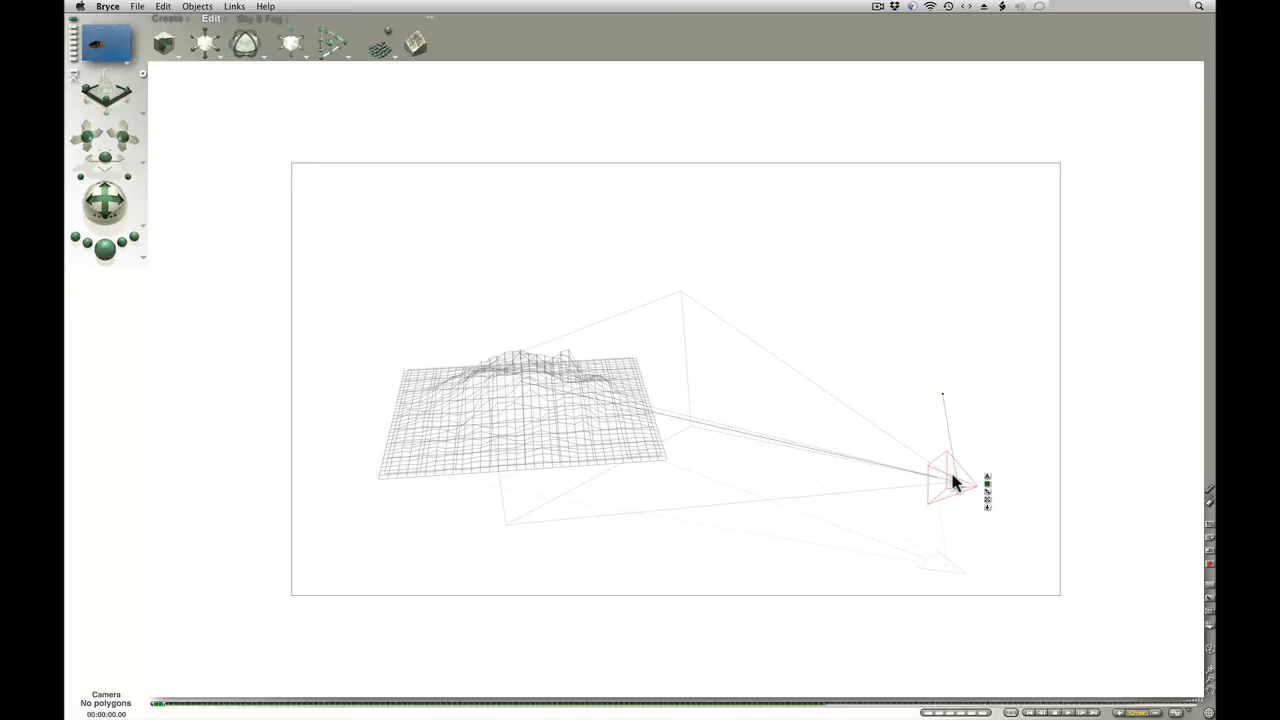 Bryce File Edit Objects Links Help
Create Edit Sky & Fog
A
Camera
No polygons
00:00:00.00